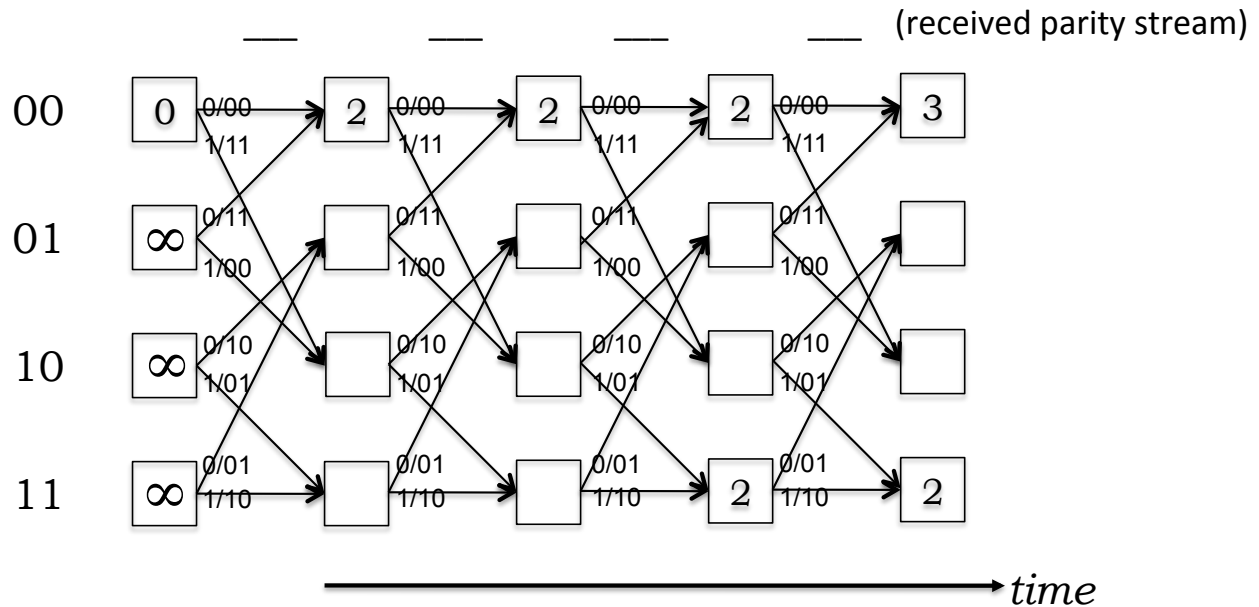 ___ ___ ___ ___ (received parity stream)
00 0 0/00 2 0/00 2 0/00 2 0/00 3
1/11 1/11 1/11 1/11
01 ∞ 0/11 0/11 0/11 0/11
1/00 1/00 1/00 1/00
10 ∞ 0/10 0/10 0/10 0/10
1/01 1/01 1/01 1/01
0/01 0/01 0/01 0/01
11 ∞ 1/10 1/10 1/10 2 1/10 2
time